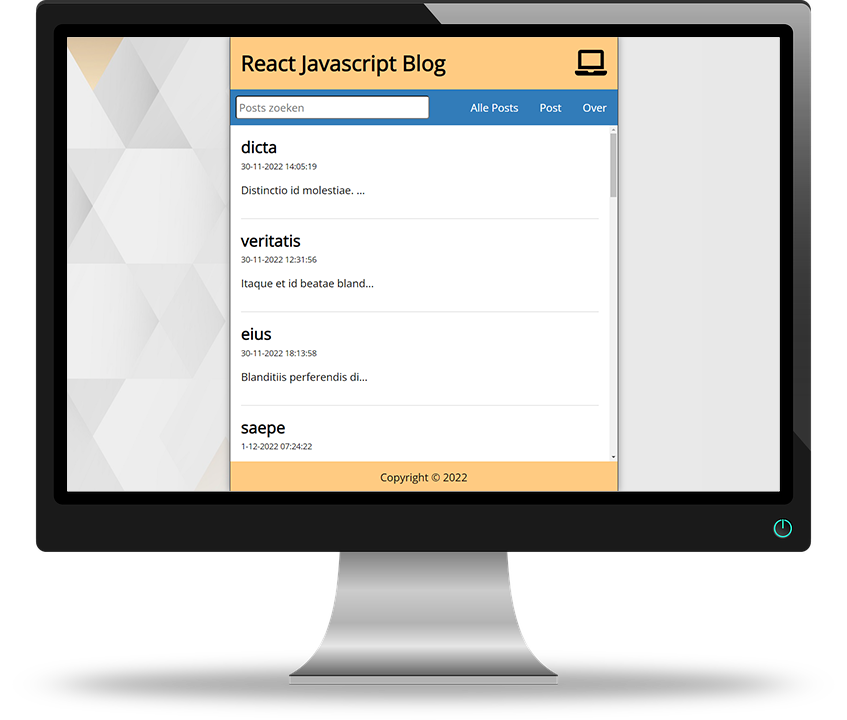 React Javascript Blog
Posts zoeken
Alle Posts Post Over
dicta
30-11-2022 14:05:19
Distinctio id molestiae. ...
veritatis
30-11-2022 12:31:56
Itaque et id beatae bland...
eius
30-11-2022 18:13:58
Blanditiis perferendis di...
saepe
1-12-2022 07:24:22
Copyright © 2022